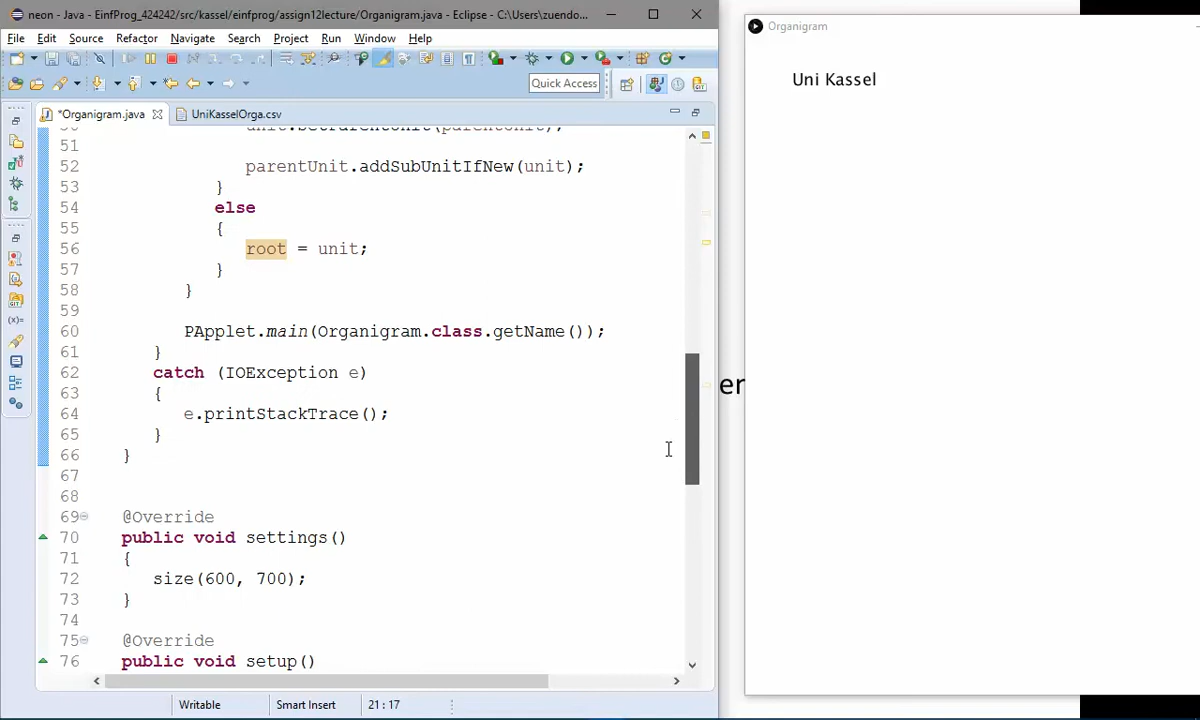 neon - Java - EinfProg_424242/src/kassel/einfprog/assign12lecture/Organigram.java - Eclipse - C:\Users\zuendo...
File Edit Source Refactor Navigate Search Project Run Window Help
Quick Access
*Organigram.java UniKasselOrga.csv
51
52 parentUnit.addSubUnitIfNew(unit);
53 }
54 else
55 {
56 root = unit;
57 }
58 }
59
60 PApplet.main(Organigram.class.getName());
61 }
62 catch (IOException e)
63 {
64 e.printStackTrace();
65 }
66 }
67
68
69 @Override
70 public void settings()
71 {
72 size(600, 700);
73 }
74
75 @Override
76 public void setup()
Writable Smart Insert 21 : 17
Organigram
Uni Kassel
er